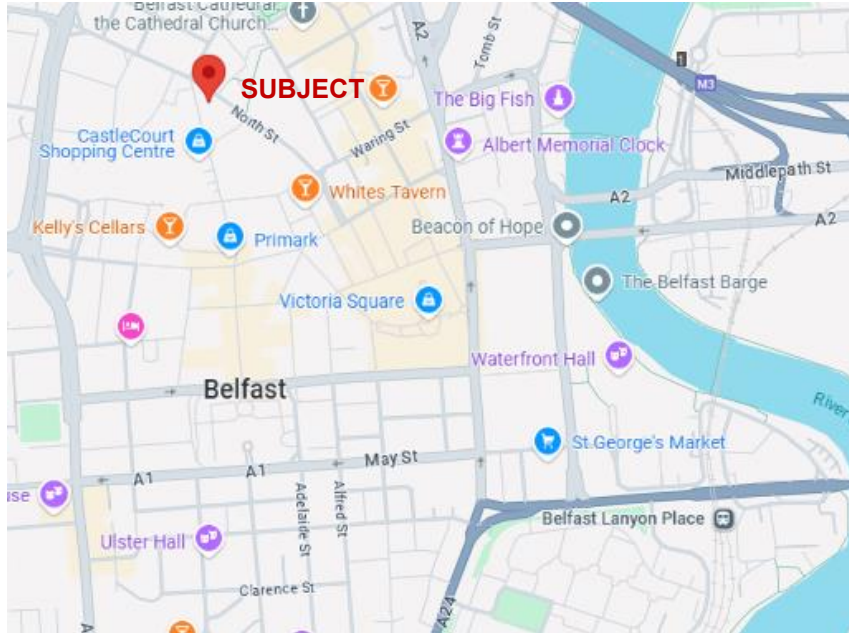 Belfast Cathedral,
the Cathedral Church...
SUBJECT
A2
Tomb St
M3
The Big Fish
North St
CastleCourt
Shopping Centre
Waring St
Albert Memorial Clock
Middlepath St
Whites Tavern
A2
Kelly's Cellars
Primark
Beacon of Hope
A2
The Belfast Barge
Victoria Square
Waterfront Hall
Belfast
River
St George's Market
May St
A1
A1
use
Adelaide St
Alfred St
Belfast Lanyon Place
Ulster Hall
Clarence St
A24
A